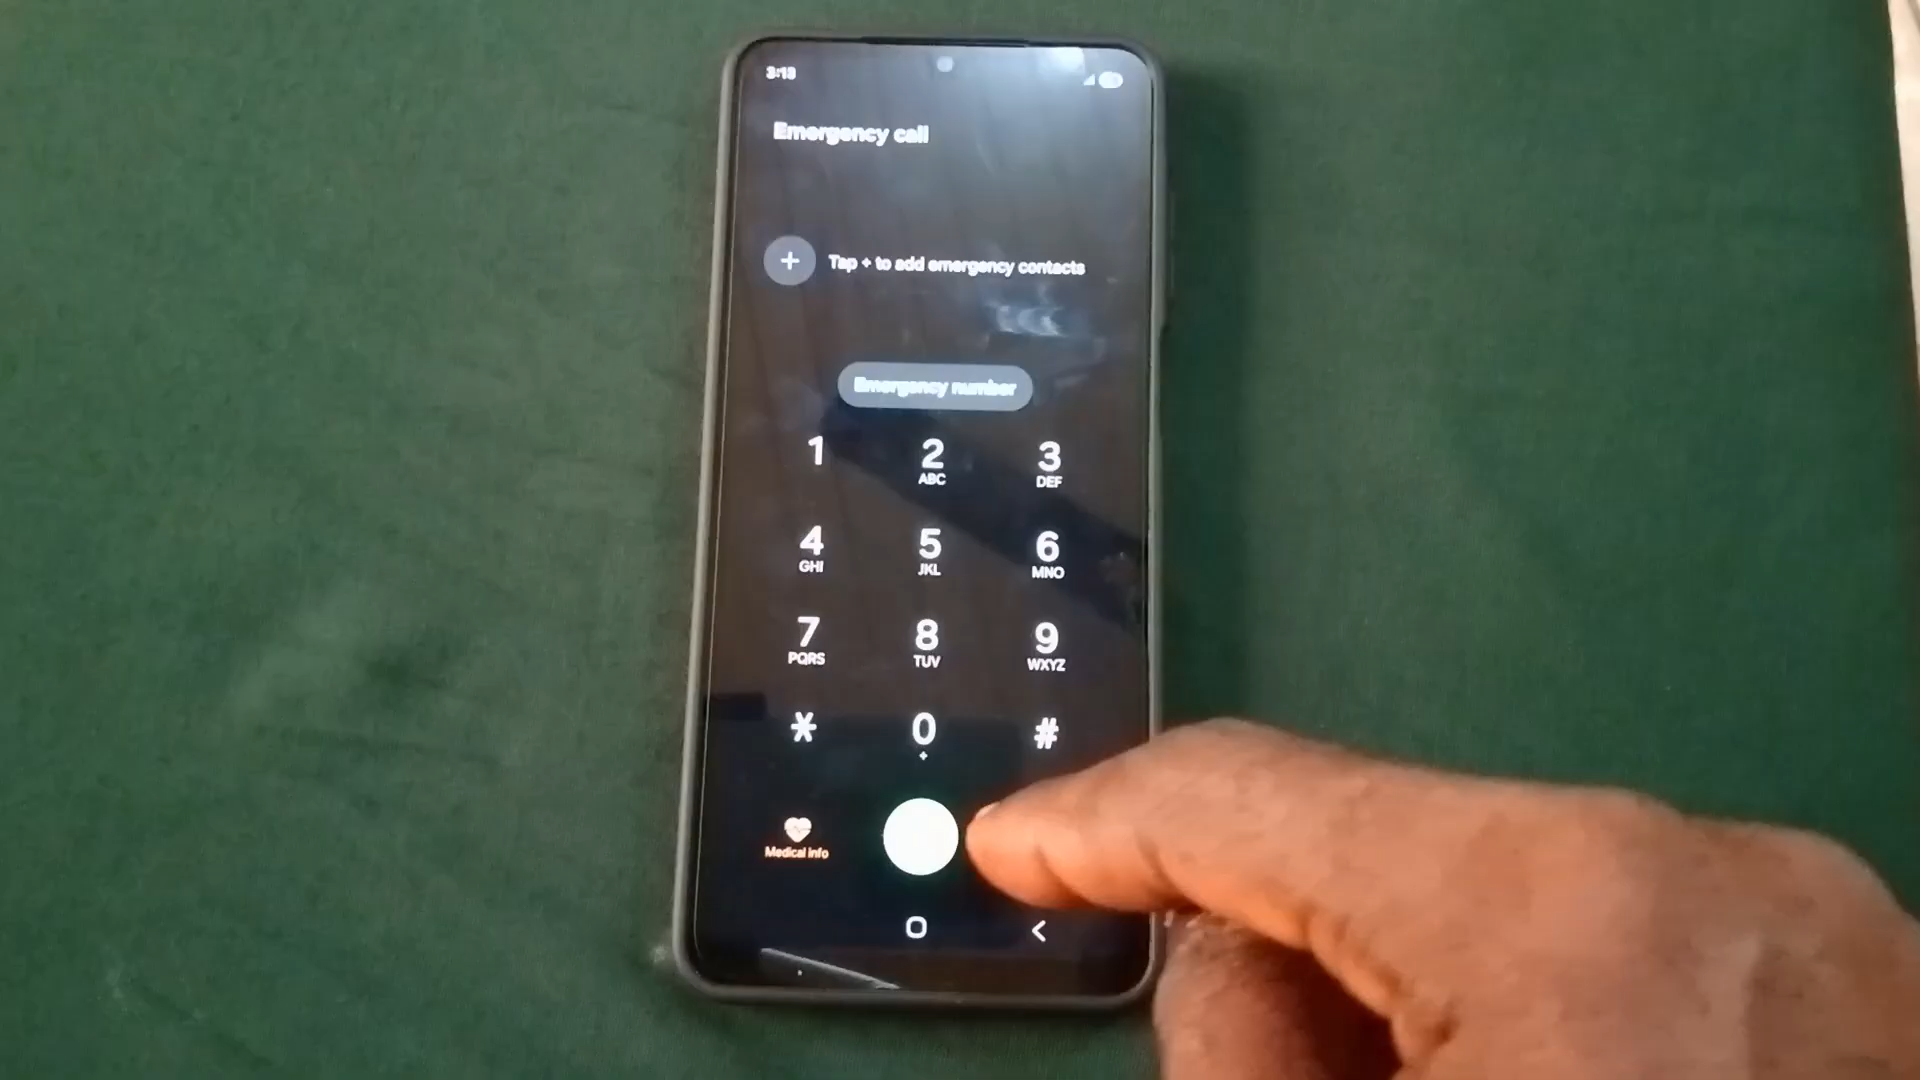 3:13
Emergency call
+ Tap + to add emergency contacts
Emergency number
1 2 3
ABC DEF
4 5 6
GHI JKL MNO
7 8 9
PQRS TUV WXYZ
* 0 #
+
Medical info